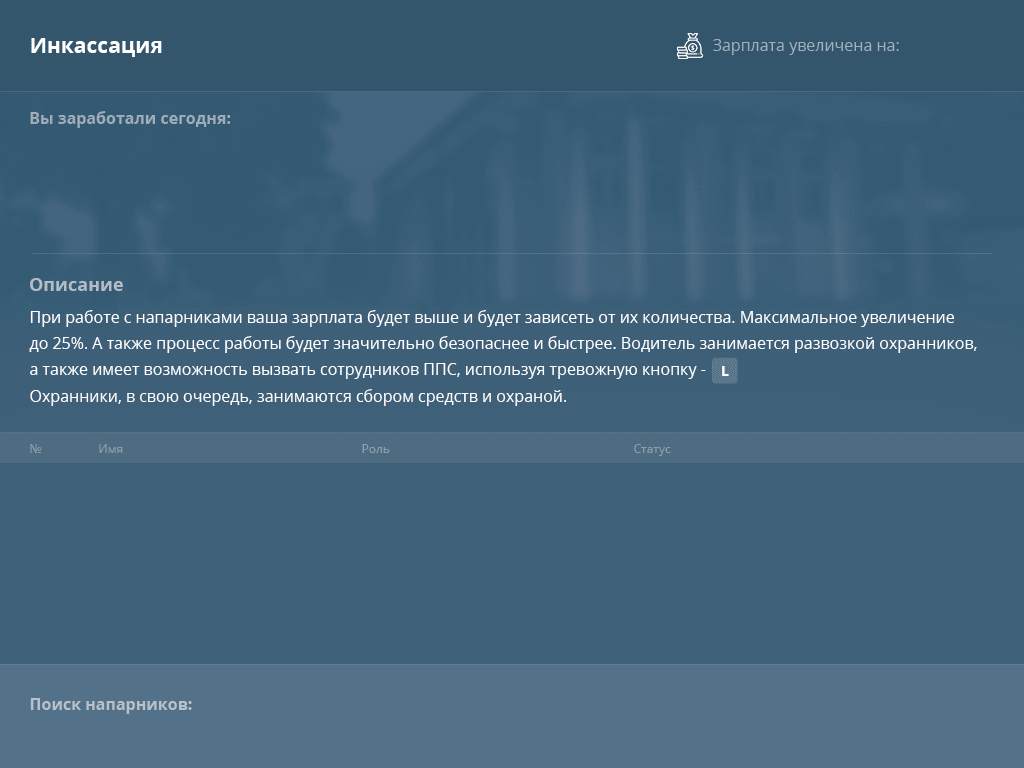 Инкассация
Зарплата увеличена на:
Вы заработали сегодня:
Описание
При работе с напарниками ваша зарплата будет выше и будет зависеть от их количества. Максимальное увеличение
до 25%. А также процесс работы будет значительно безопаснее и быстрее. Водитель занимается развозкой охранников,
а также имеет возможность вызвать сотрудников ППС, используя тревожную кнопку - L
Охранники, в свою очередь, занимаются сбором средств и охраной.
№ Имя Роль Статус
Поиск напарников: